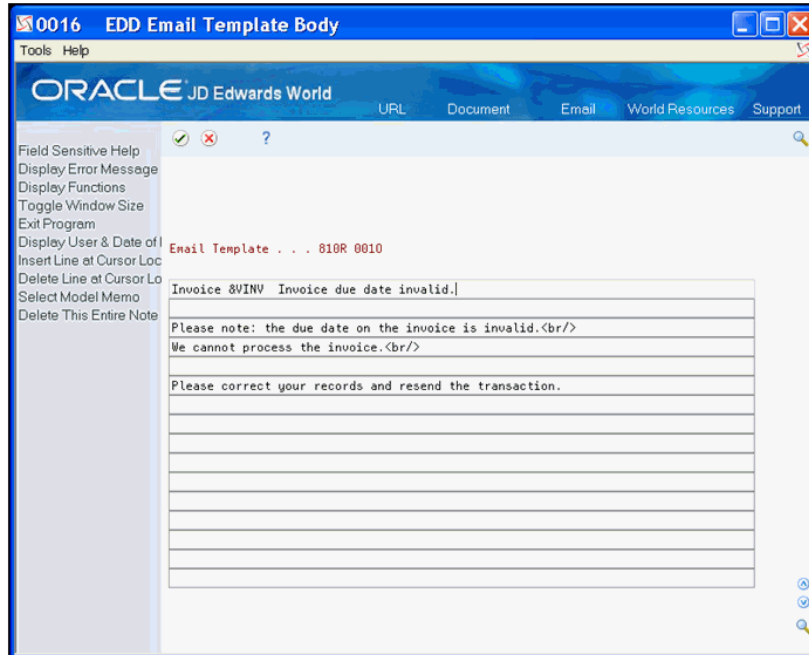 0016 EDD Email Template Body
Tools Help
ORACLE JD Edwards World
URL Document Email World Resources Support
?
Field Sensitive Help
Display Error Message
Display Functions
Toggle Window Size
Exit Program
Display User & Date of
Insert Line at Cursor Loc
Delete Line at Cursor Lo
Select Model Memo
Delete This Entire Note
Email Template . . . 810R 0010
Invoice &VINV Invoice due date invalid.
Please note: the due date on the invoice is invalid.<br/>
We cannot process the invoice.<br/>
Please correct your records and resend the transaction.